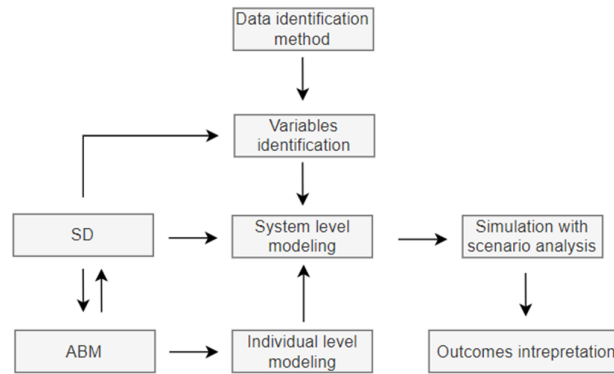 Data identification
method
Variables
identification
SD
System level
modeling
Simulation with
scenario analysis
ABM
Individual level
modeling
Outcomes intrepretation